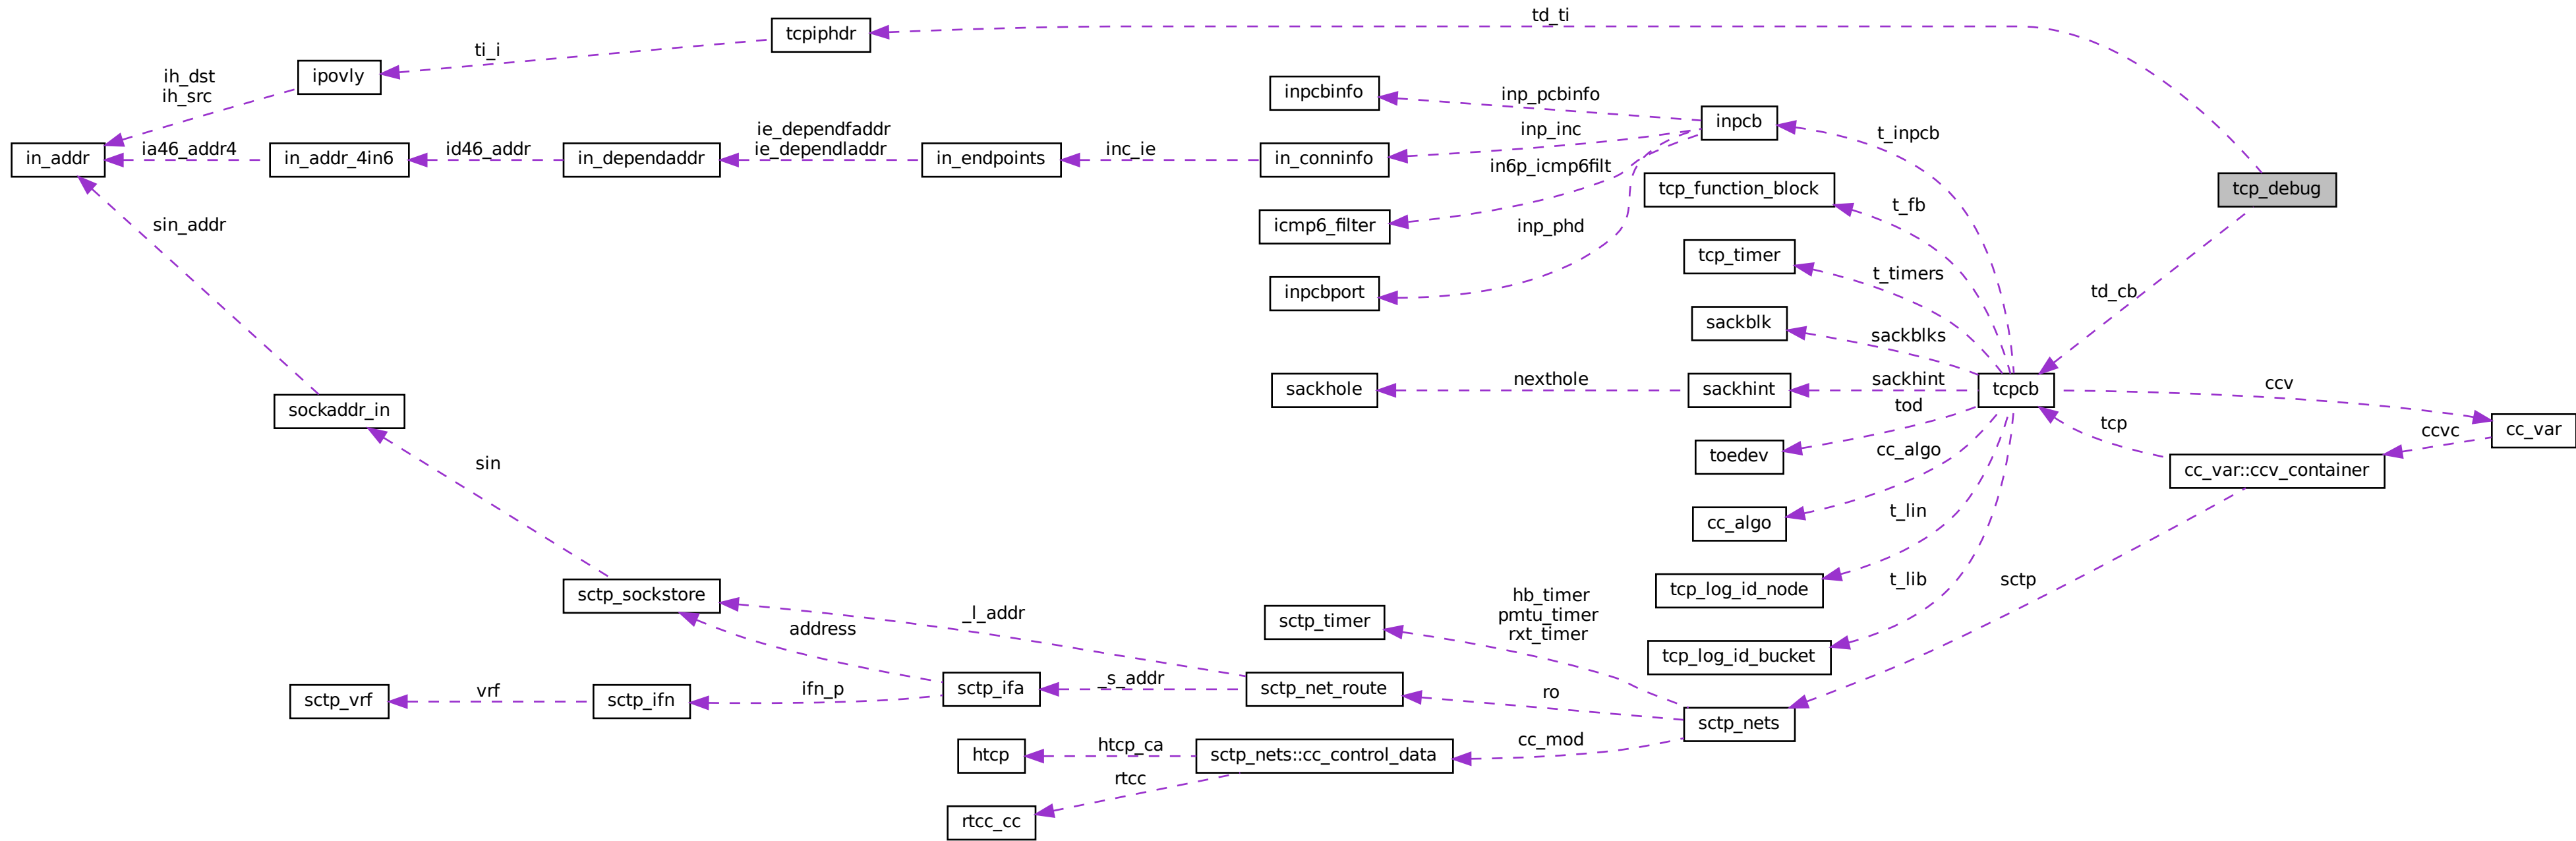 td_ti
tcpiphdr
ti_i
ipovly
ih_dst
ih_src
inpcbinfo
inp_pcbinfo
inpcb
t_inpcb
in_addr
ia46_addr4
in_addr_4in6
id46_addr
in_dependaddr
ie_dependfaddr
ie_dependladdr
in_endpoints
inc_ie
in_conninfo
inp_inc
in6p_icmp6filt
tcp_function_block
tcp_debug
t_fb
sin_addr
icmp6_filter
inp_phd
tcp_timer
t_timers
inpcbport
td_cb
sackblk
sackblks
sackhole
nexthole
sackhint
sackhint
tcpcb
ccv
sockaddr_in
tod
tcp
ccvc
cc_var
toedev
cc_algo
cc_var::ccv_container
sin
cc_algo
t_lin
sctp_sockstore
tcp_log_id_node
t_lib
sctp
_l_addr
address
sctp_timer
hb_timer
pmtu_timer
rxt_timer
tcp_log_id_bucket
sctp_vrf
vrf
sctp_ifn
ifn_p
sctp_ifa
_s_addr
sctp_net_route
ro
sctp_nets
htcp
htcp_ca
sctp_nets::cc_control_data
cc_mod
rtcc
rtcc_cc